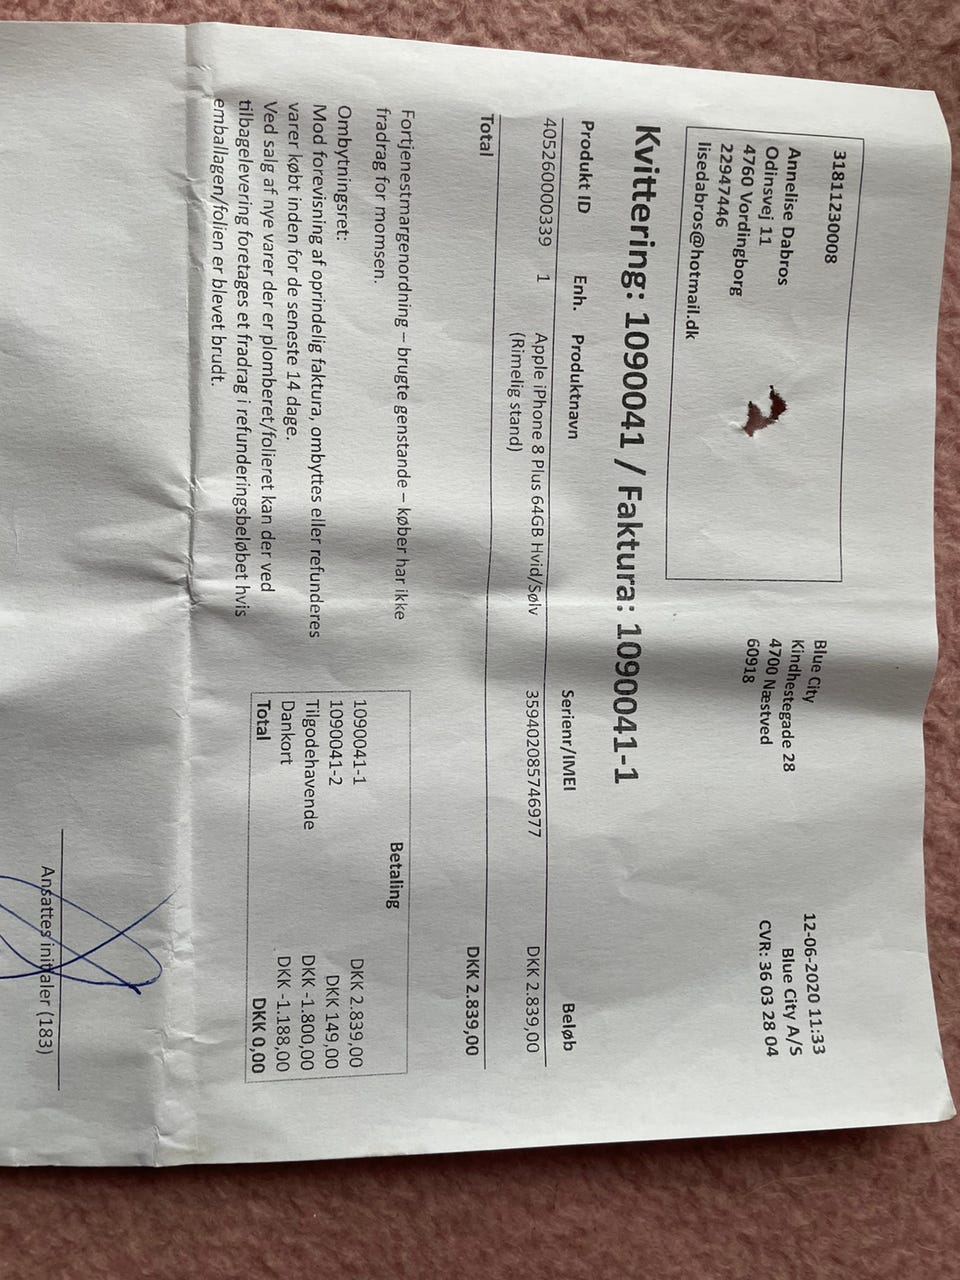 31811230008
Annelise Dabros
Odinsvej 11
4760 Vordingborg
22947446
lisedabros@hotmail.dk
Blue City
Kindhestegade 28
4700 Næstved
60918
12-06-2020 11:33
Blue City A/S
CVR: 36 03 28 04
Kvittering: 1090041 / Faktura: 1090041-1
Produkt ID Enh. Produktnavn Serienr/IMEI Beløb
40526000339 1 Apple iPhone 8 Plus 64GB Hvid/Sølv 359402085746977 DKK 2.839,00
(Rimelig stand)
Total DKK 2.839,00
Fortjenestmargenordning – brugte genstande – køber har ikke
fradrag for momsen.
Ombytningsret:
Mod forevisning af oprindelig faktura, ombyttes eller refunderes
varer købt inden for de seneste 14 dage.
Ved salg af nye varer der er plomberet/folieret kan der ved
tilbagelevering foretages et fradrag i refunderingsbeløbet hvis
emballagen/folien er blevet brudt.
Betaling
1090041-1 DKK 2.839,00
1090041-2 DKK 149,00
Tilgodehavende DKK -1.800,00
Dankort DKK -1.188,00
Total DKK 0,00
Ansattes initialer (183)